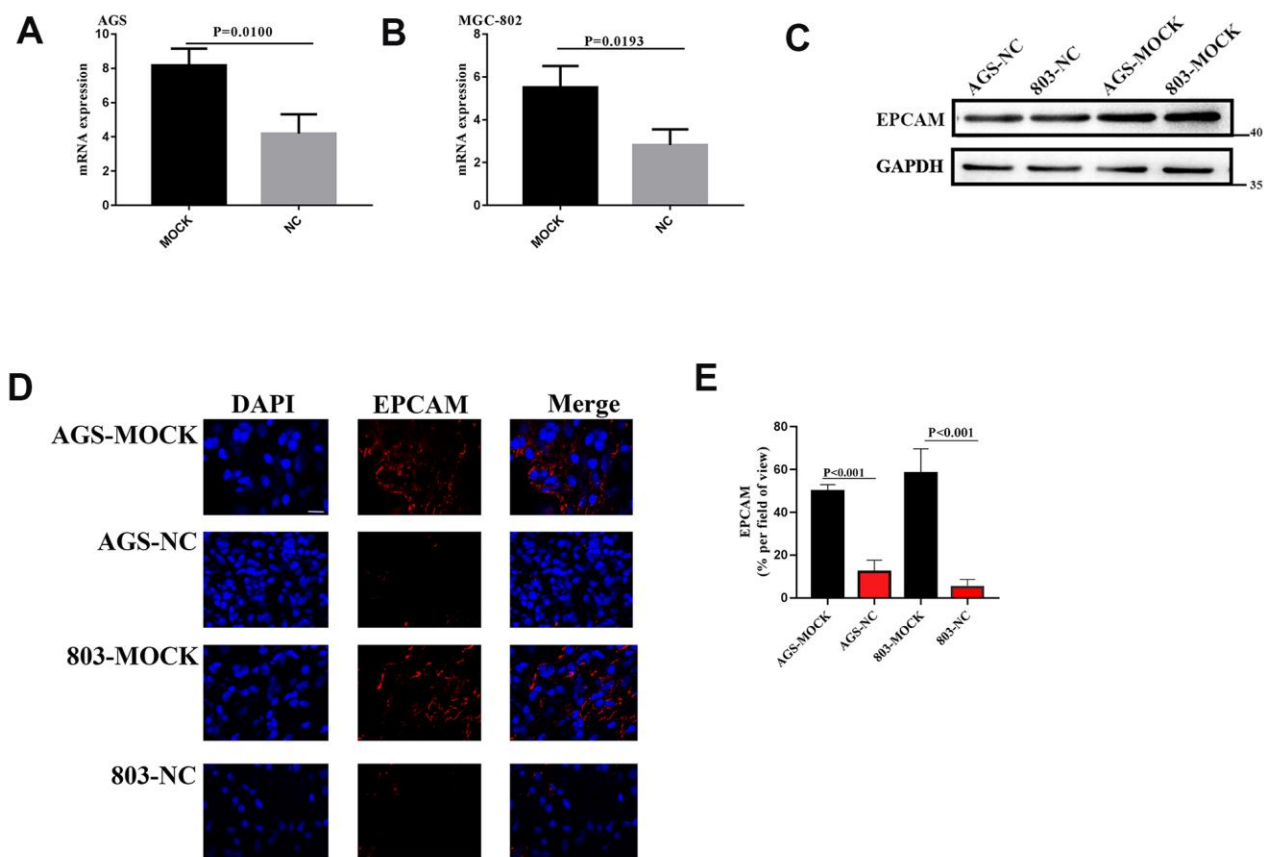 A
AGS
P=0.0100
mRNA expression
10
8
6
4
2
0
MOCK
NC
B
MGC-802
P=0.0193
mRNA expression
8
6
4
2
0
MOCK
NC
C
AGS-NC
803-NC
AGS-MOCK
803-MOCK
EPCAM
40
GAPDH
35
D
DAPI
EPCAM
Merge
AGS-MOCK
AGS-NC
803-MOCK
803-NC
E
P<0.001
P<0.001
EPCAM
(% per field of view)
80
60
40
20
0
AGS-MOCK
AGS-NC
803-MOCK
803-NC